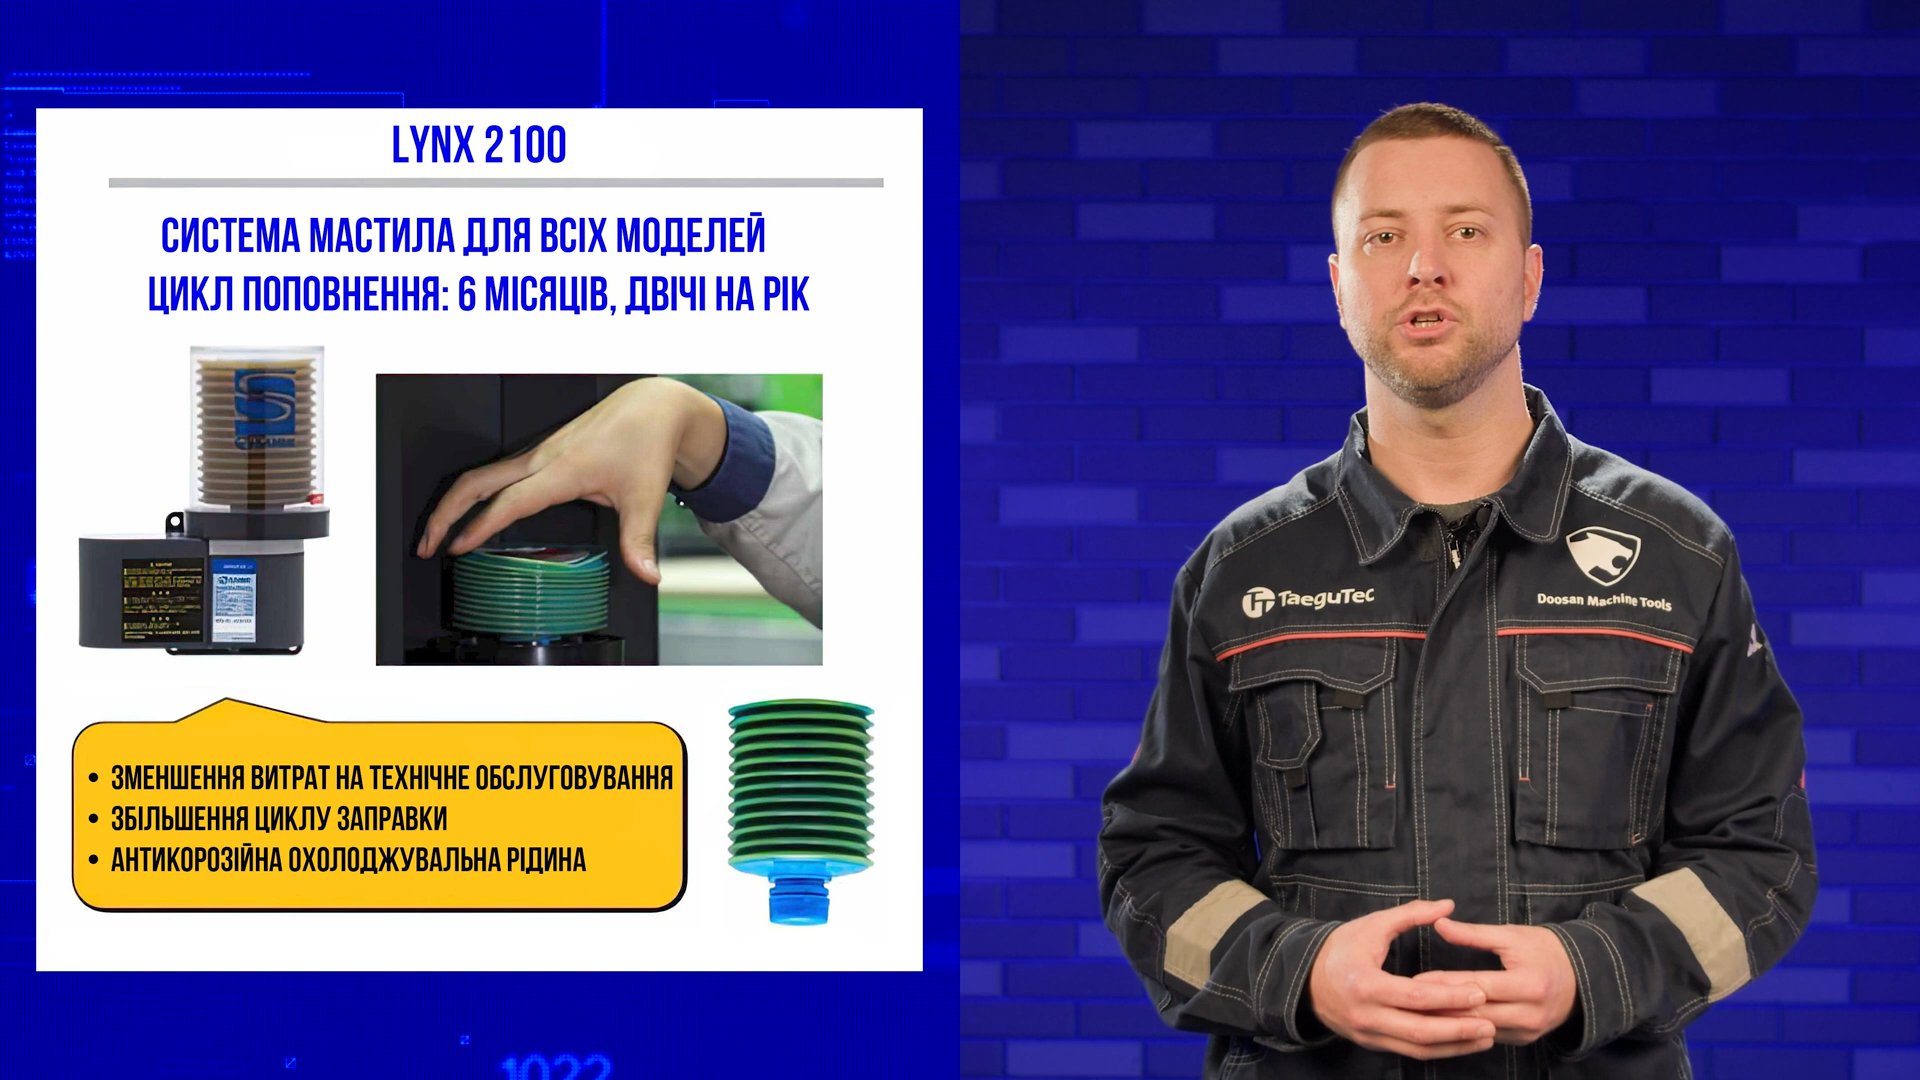 LYNX 2100
СИСТЕМА МАСТИЛА ДЛЯ ВСІХ МОДЕЛЕЙ
ЦИКЛ ПОПОВНЕННЯ: 6 МІСЯЦІВ, ДВІЧІ НА РІК
• ЗМЕНШЕННЯ ВИТРАТ НА ТЕХНІЧНЕ ОБСЛУГОВУВАННЯ
• ЗБІЛЬШЕННЯ ЦИКЛУ ЗАПРАВКИ
• АНТИКОРОЗІЙНА ОХОЛОДЖУВАЛЬНА РІДИНА
TaeguTec
Doosan Machine Tools
1022